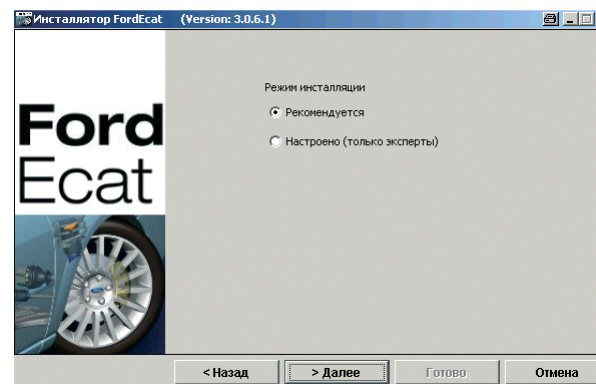 Инсталлятор FordEcat (Version: 3.0.6.1)
Режим инсталляции
Рекомендуется
Настроено (только эксперты)
Ford
Ecat
< Назад
> Далее
Готово
Отмена